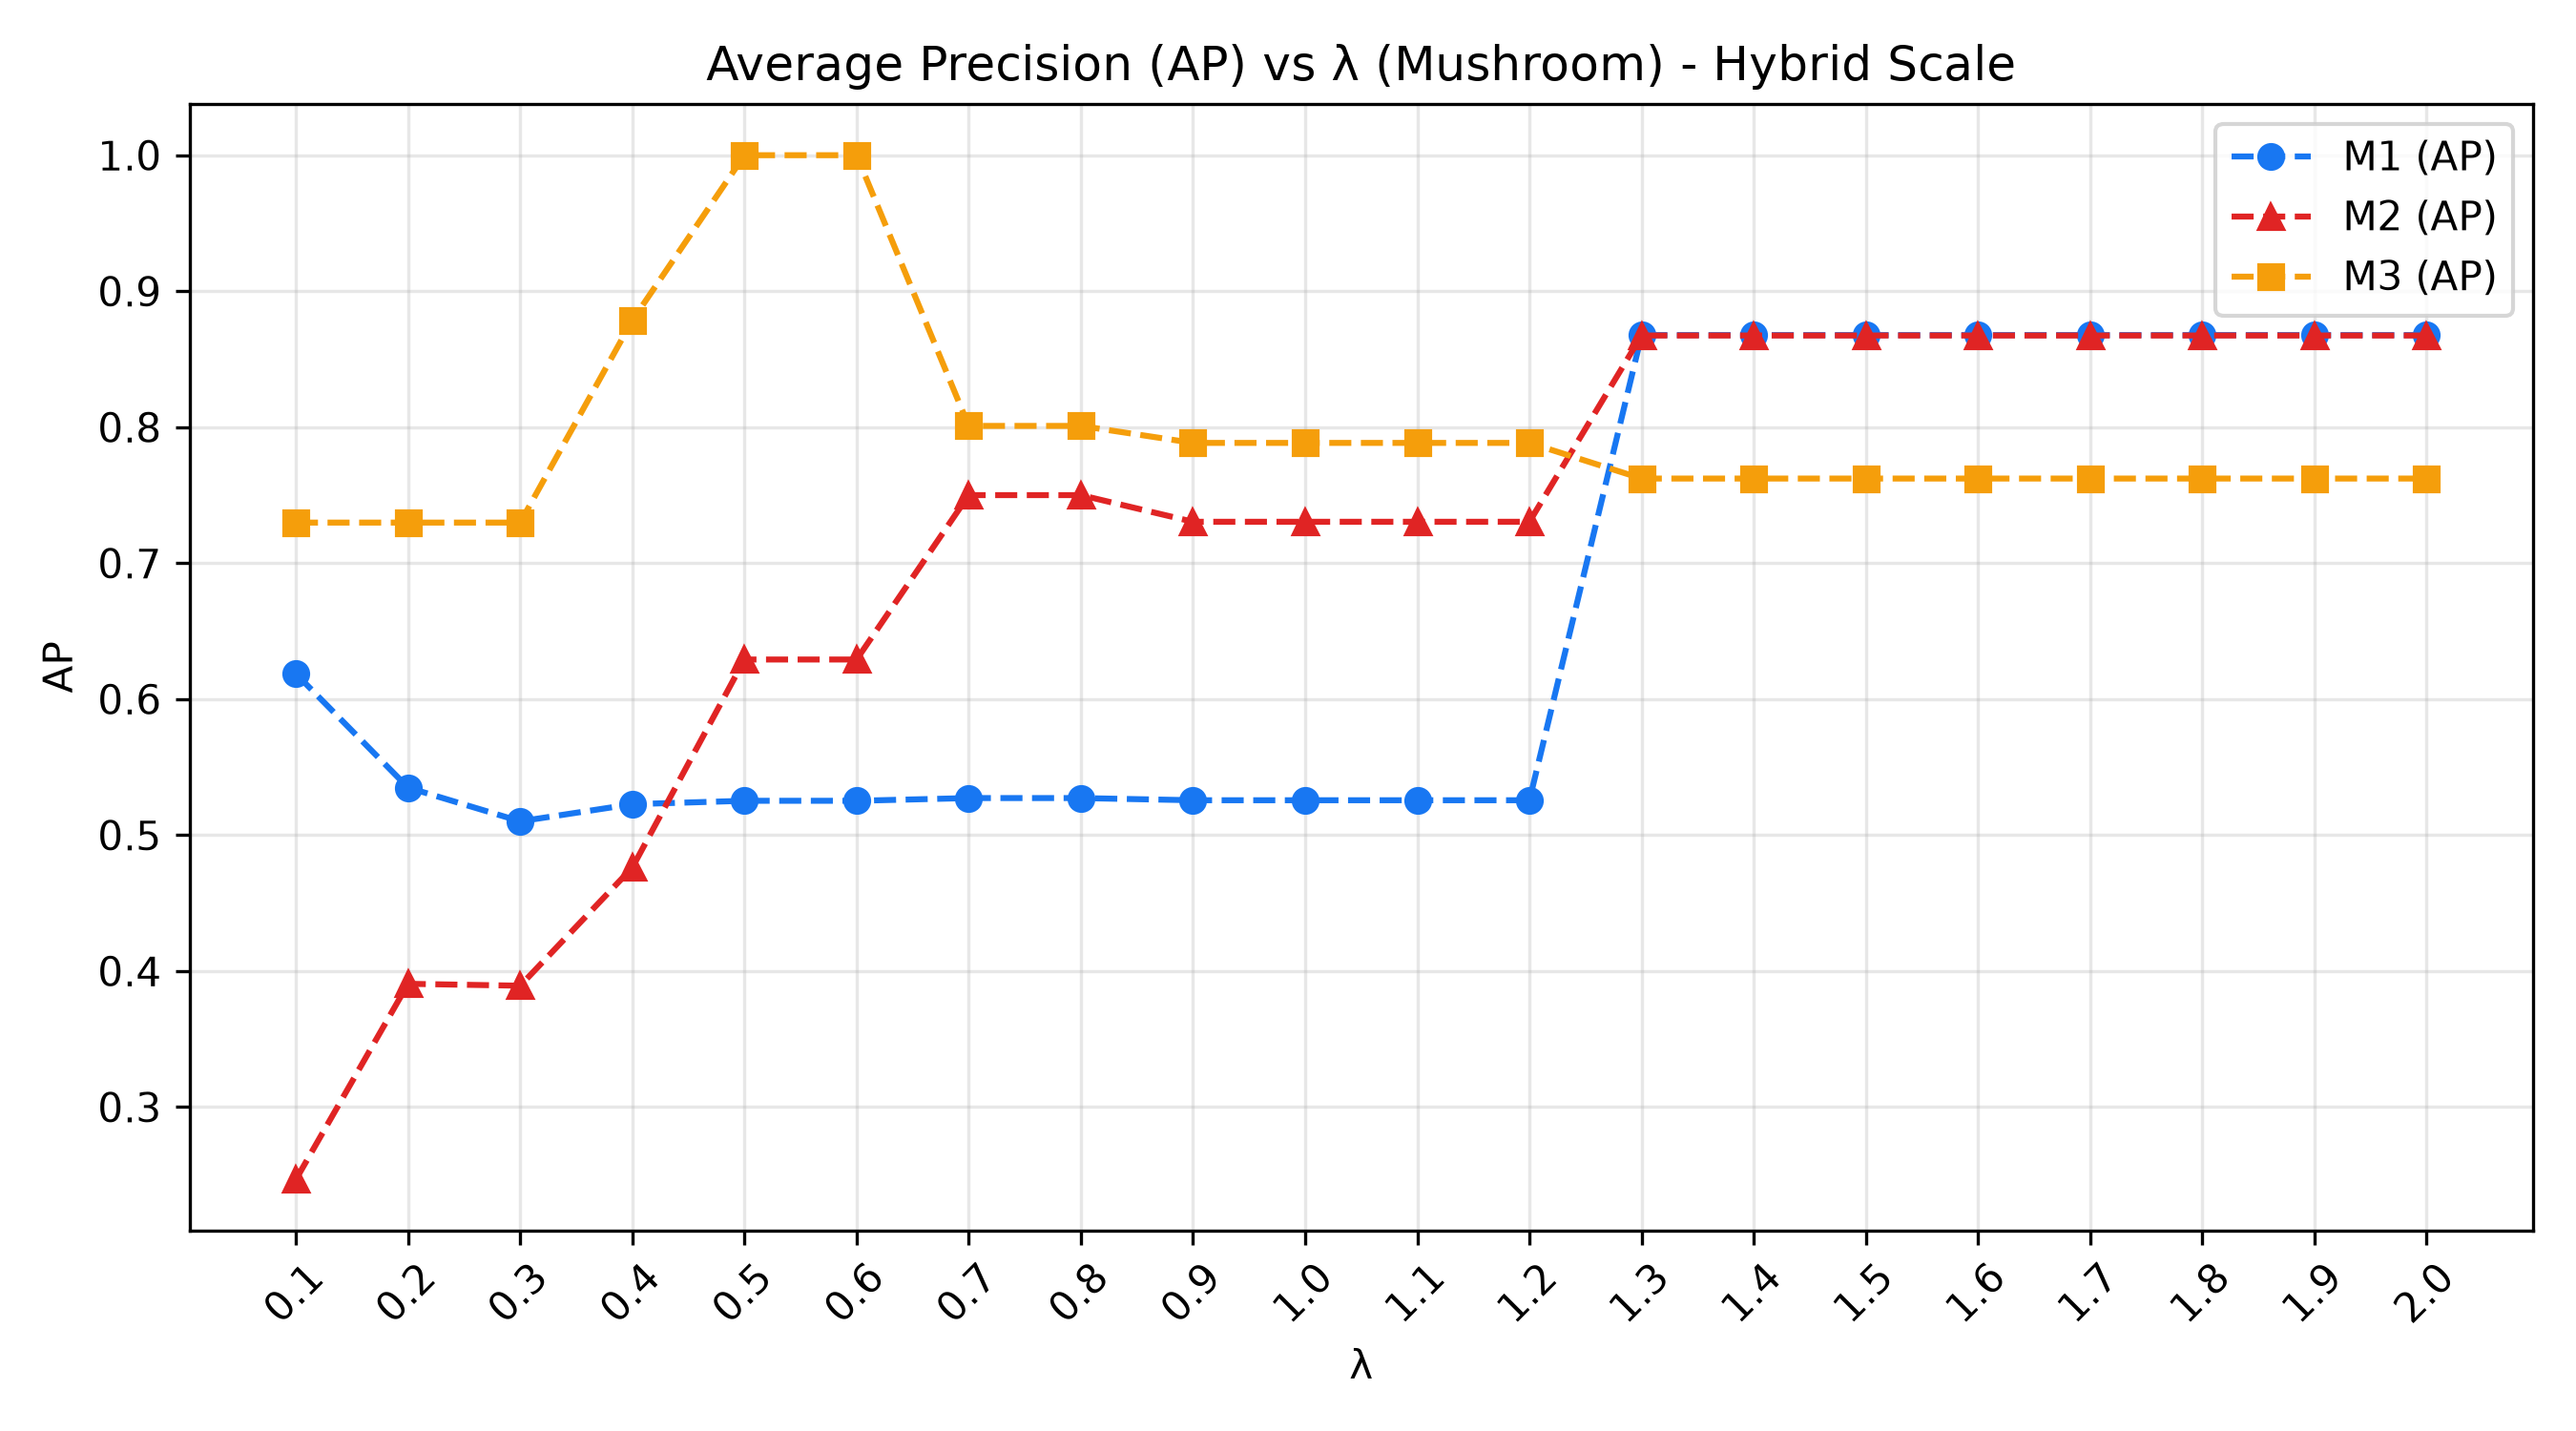 Average Precision (AP) vs λ (Mushroom) - Hybrid Scale
M1 (AP)
M2 (AP)
M3 (AP)
AP
1.0
0.9
0.8
0.7
0.6
0.5
0.4
0.3
0.1 0.2 0.3 0.4 0.5 0.6 0.7 0.8 0.9 1.0 1.1 1.2 1.3 1.4 1.5 1.6 1.7 1.8 1.9 2.0
λ